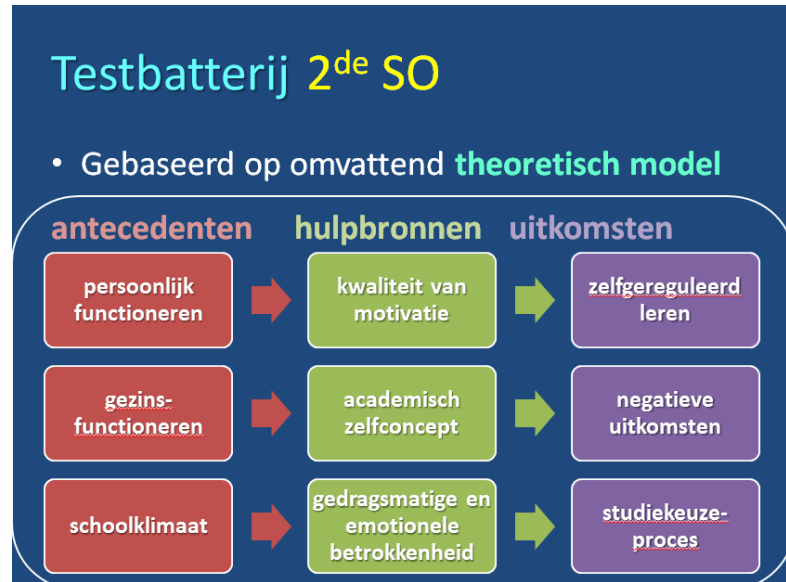 Testbatterij 2de SO
• Gebaseerd op omvattend theoretisch model
antecedenten hulpbronnen uitkomsten
persoonlijk
functioneren
kwaliteit van
motivatie
zelfgereguleerd
leren
gezins-
functioneren
academisch
zelfconcept
negatieve
uitkomsten
schoolklimaat
gedragsmatige en
emotionele
betrokkenheid
studiekeuze-
proces